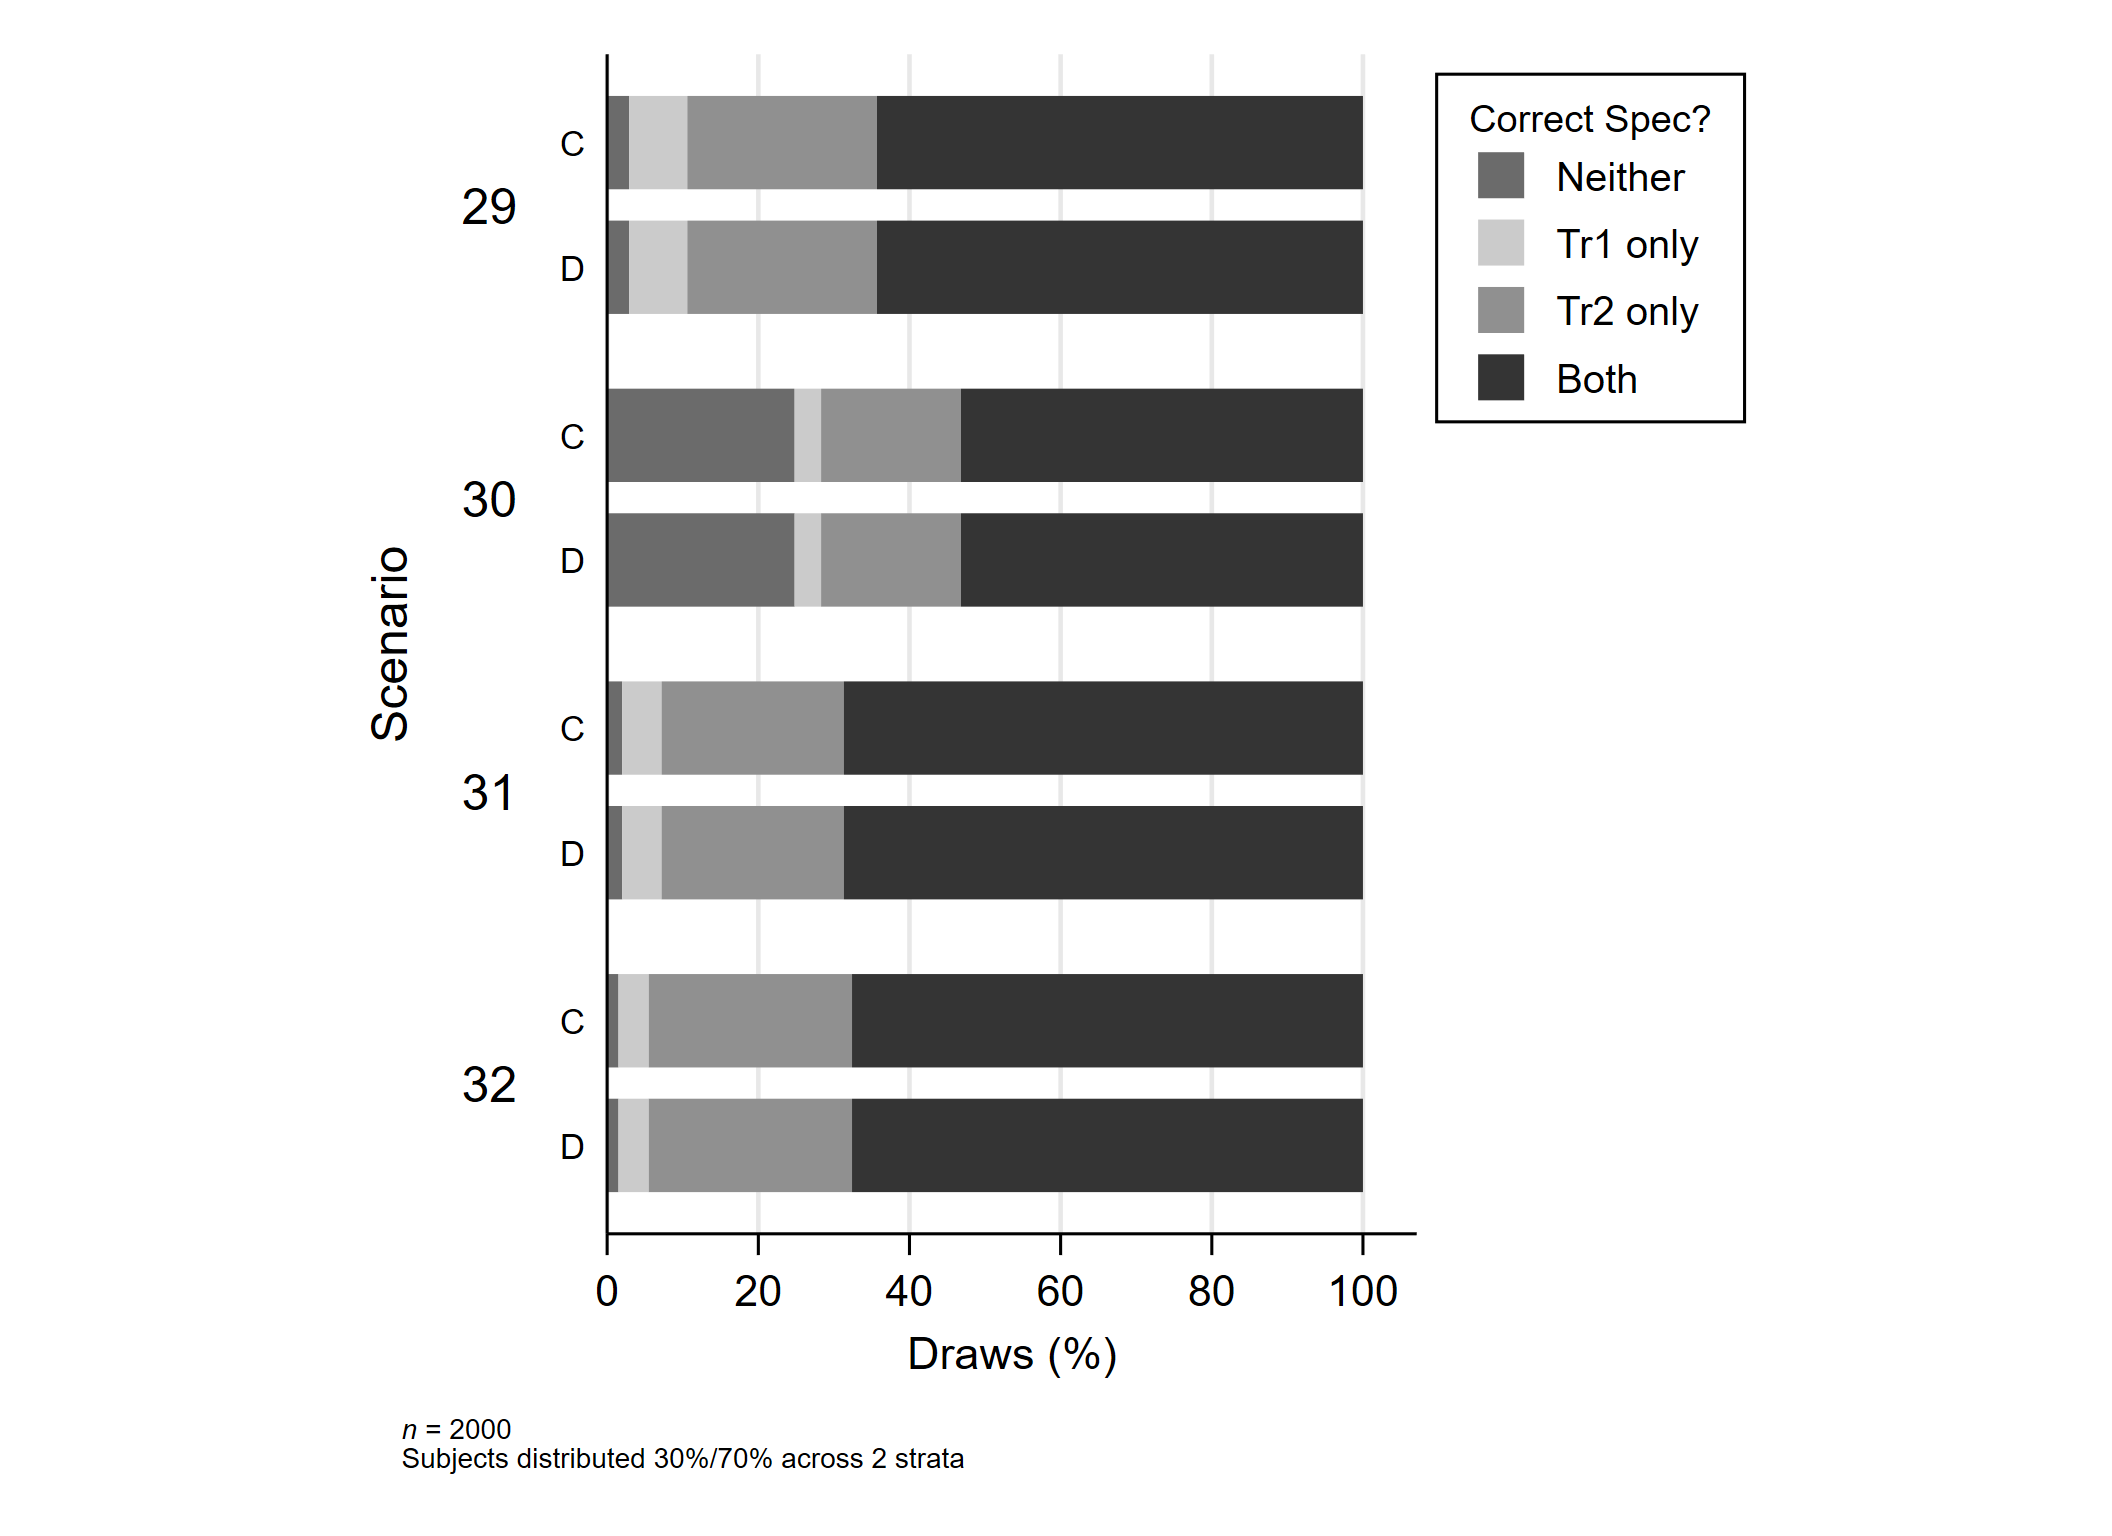 Correct Spec?
Neither
Tr1 only
Tr2 only
Both
Scenario
29
C
D
30
C
D
31
C
D
32
C
D
0 20 40 60 80 100
Draws (%)
n = 2000
Subjects distributed 30%/70% across 2 strata